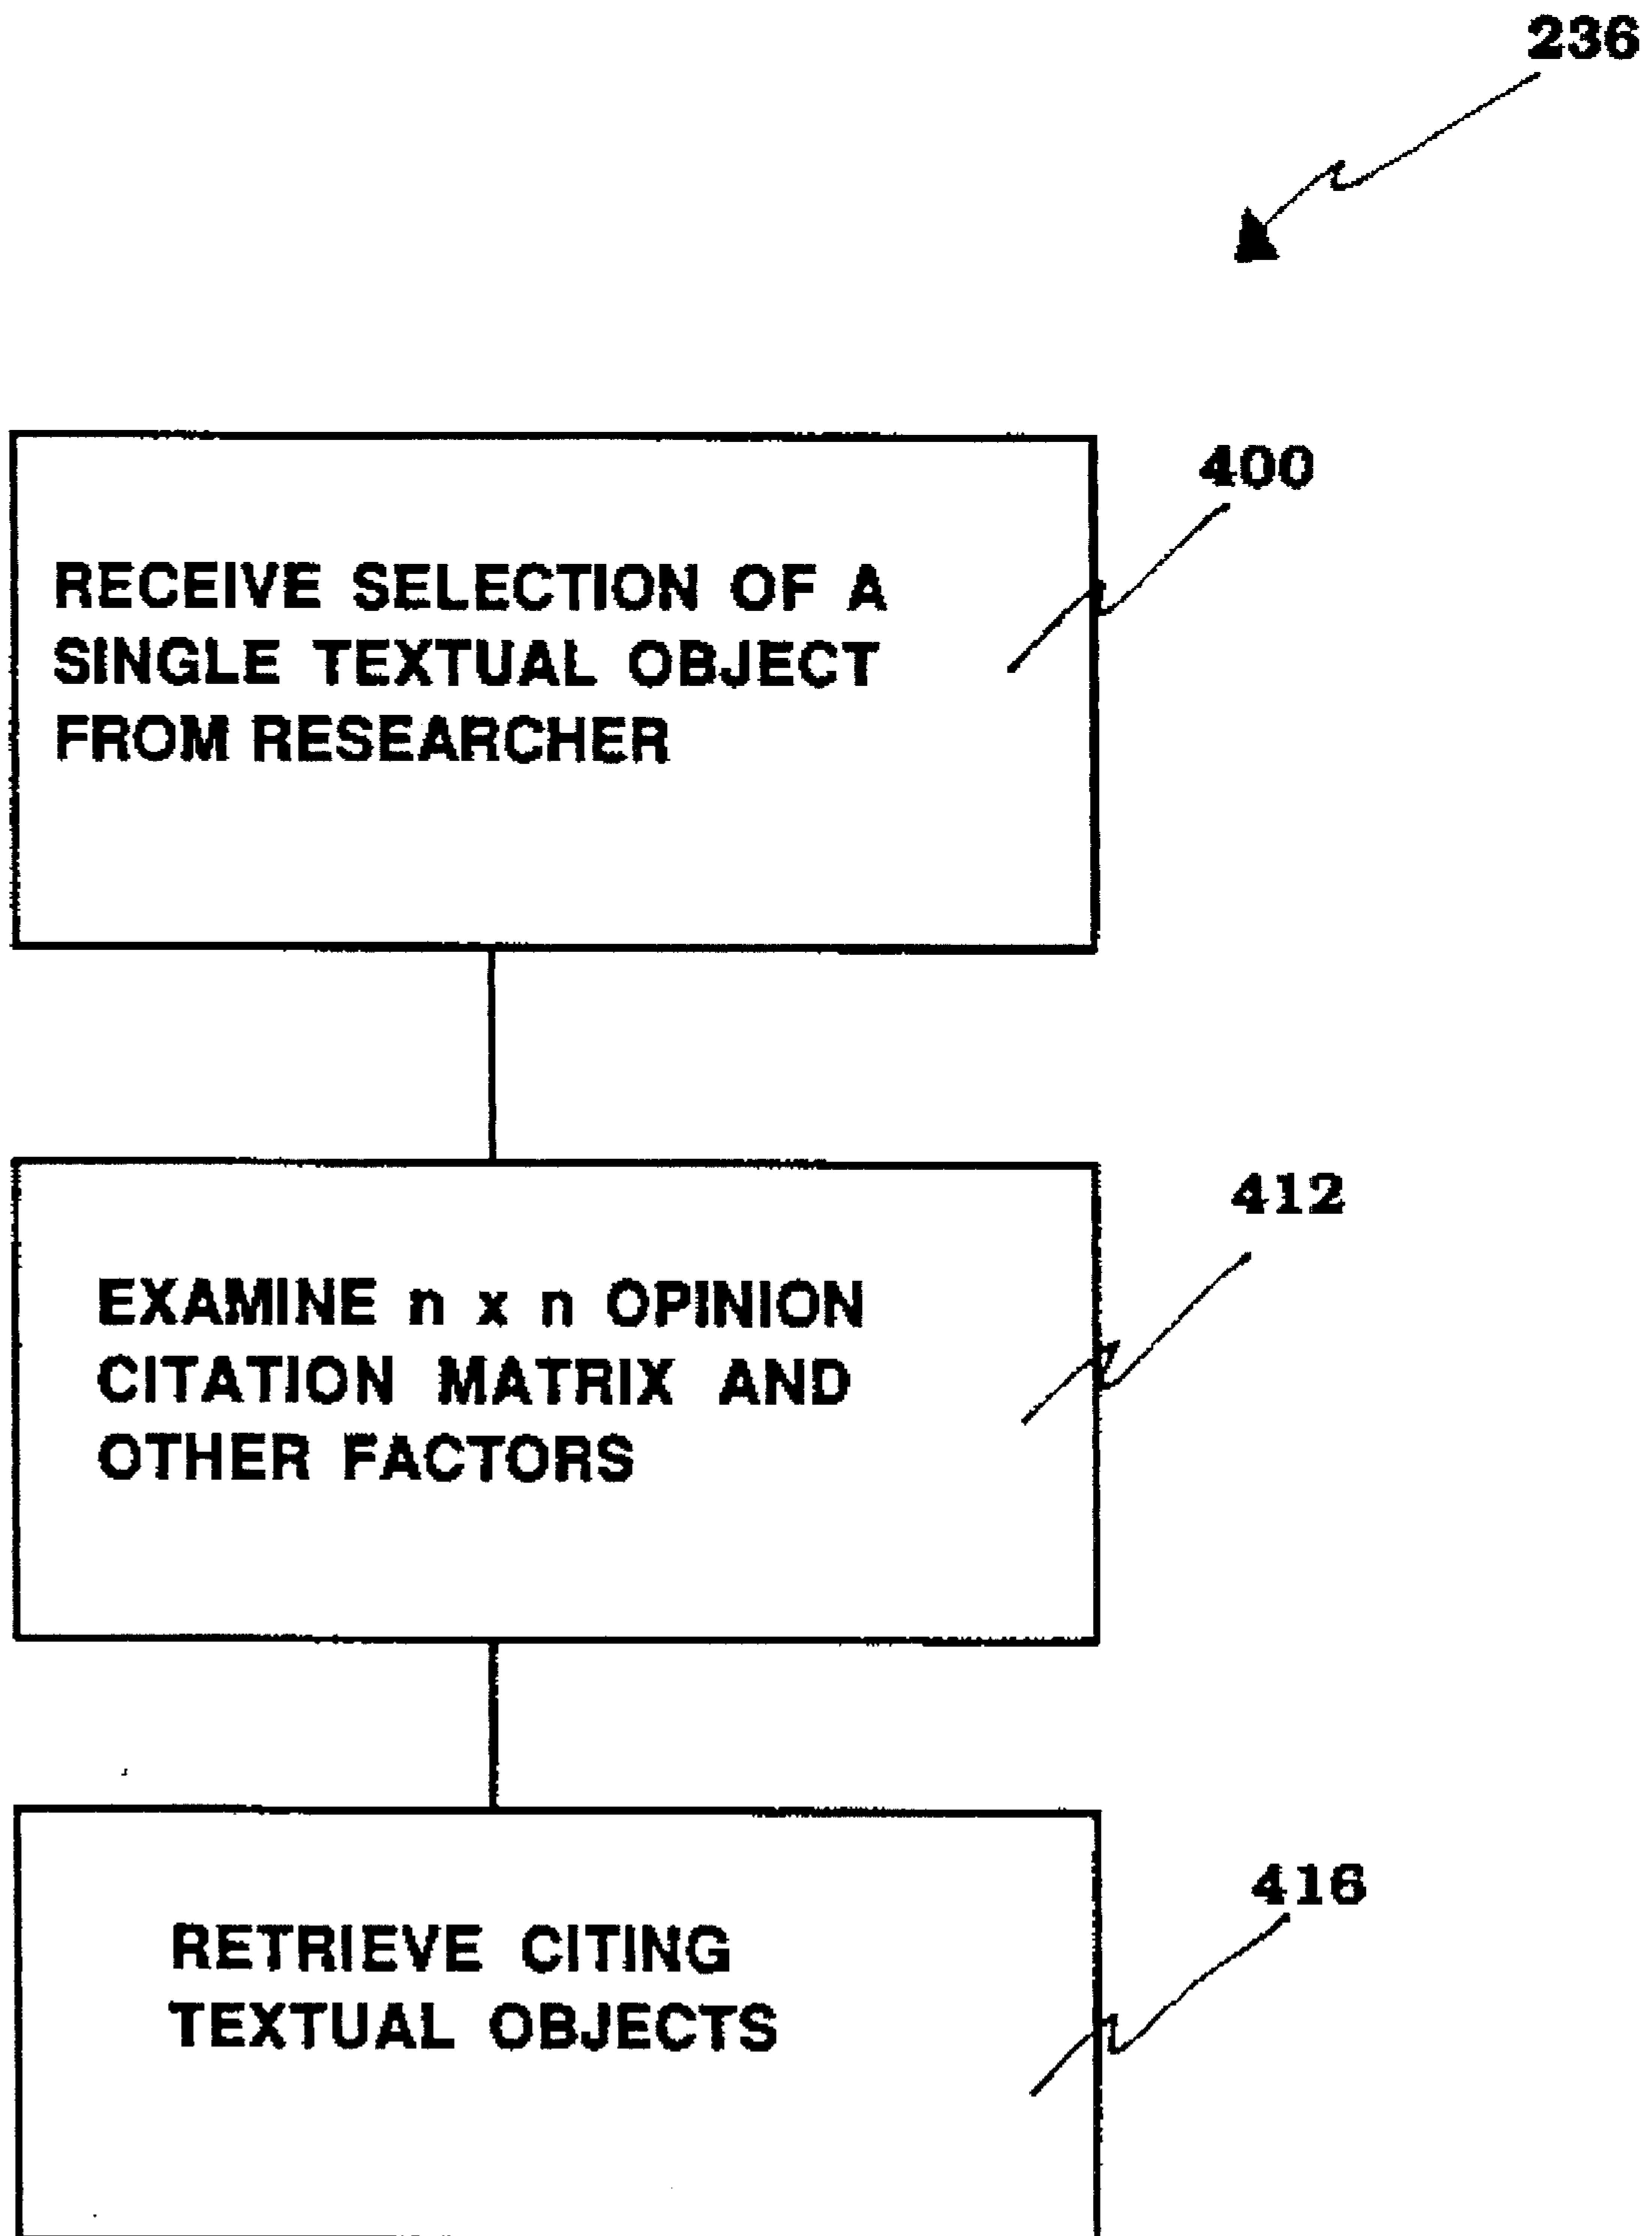 236
400
RECEIVE SELECTION OF A
SINGLE TEXTUAL OBJECT
FROM RESEARCHER
412
EXAMINE n x n OPINION
CITATION MATRIX AND
OTHER FACTORS
416
RETRIEVE CITING
TEXTUAL OBJECTS